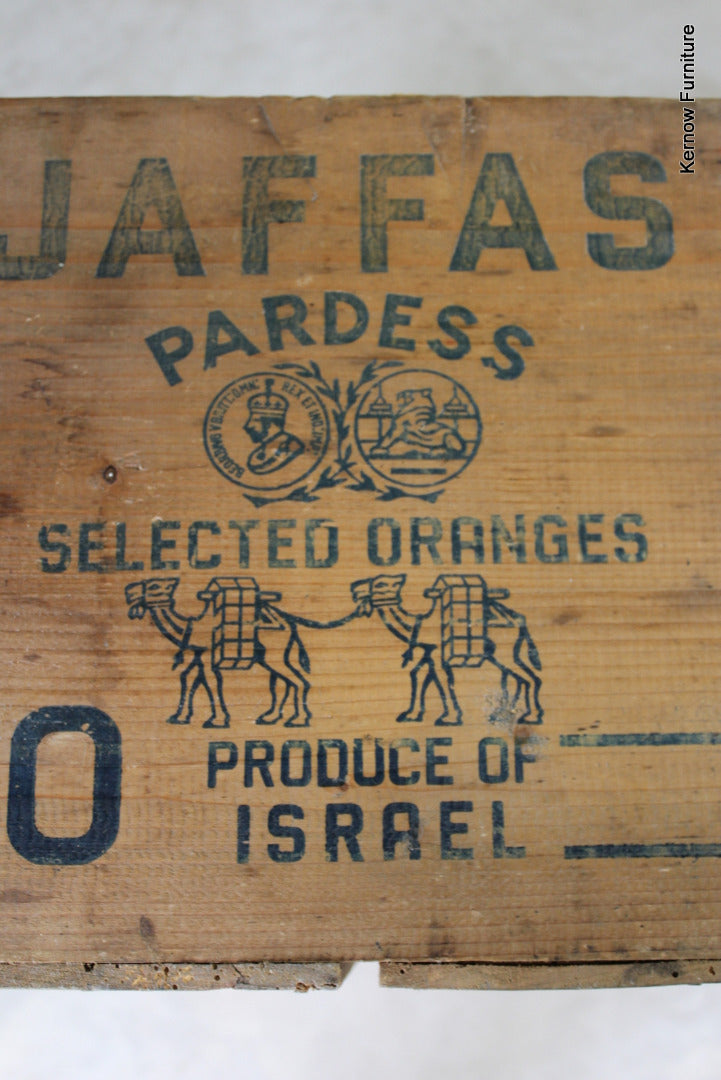 JAFFAS
PARDESS
SELECTED ORANGES
O
PRODUCE OF
ISRAEL
Kernow Furniture